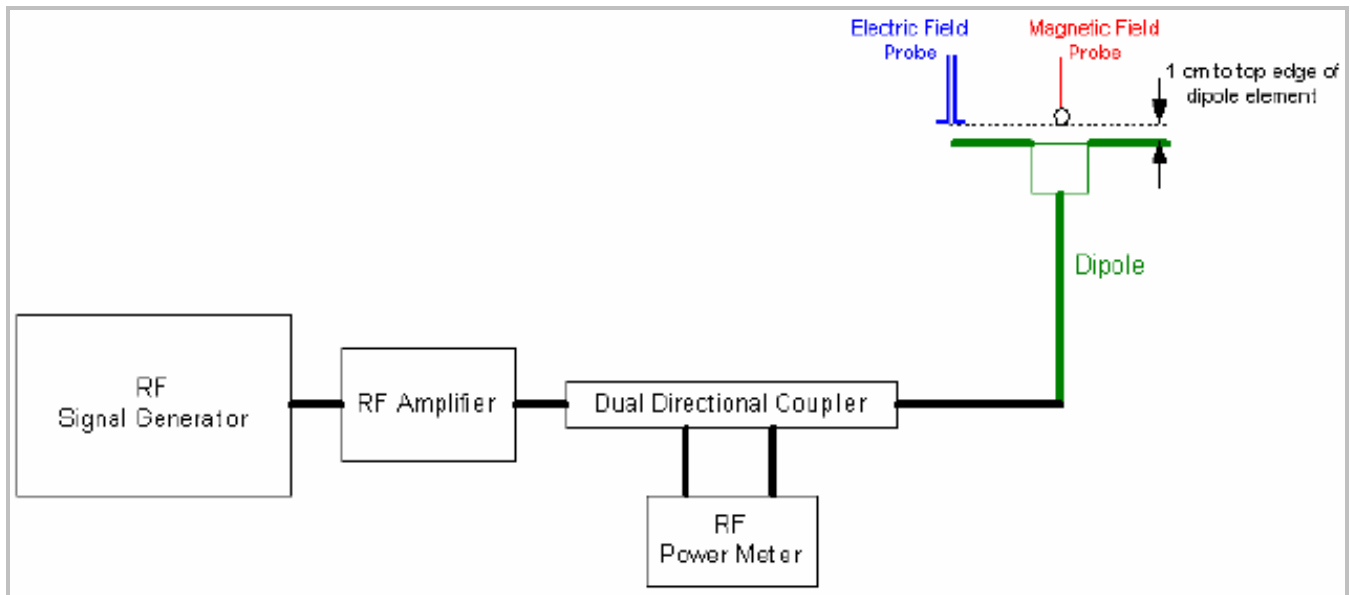 Electric Field
Probe
Magnetic Field
Probe
1 cm to top edge of
dipole element
Dipole
RF
Signal Generator
RF Amplifier
Dual Directional Coupler
RF
Power Meter